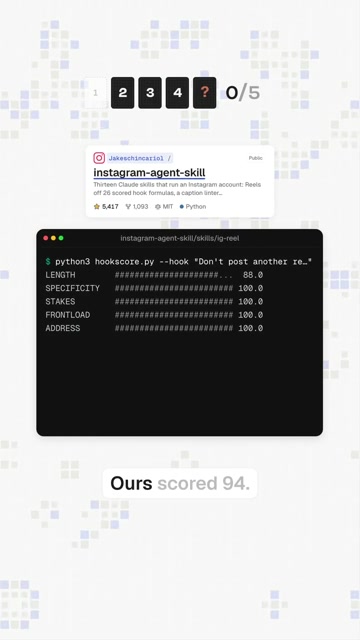 1 2 3 4 ? 0/5
Jakeschincariol / Public
instagram-agent-skill
Thirteen Claude skills that run an Instagram account: Reels
off 26 scored hook formulas, a caption linter...
5,417 1,093 MIT Python
instagram-agent-skill/skills/ig-reel
$ python3 hookscore.py --hook "Don't post another re…"
LENGTH ######################... 88.0
SPECIFICITY ######################### 100.0
STAKES ######################### 100.0
FRONTLOAD ######################### 100.0
ADDRESS ######################### 100.0
Ours scored 94.